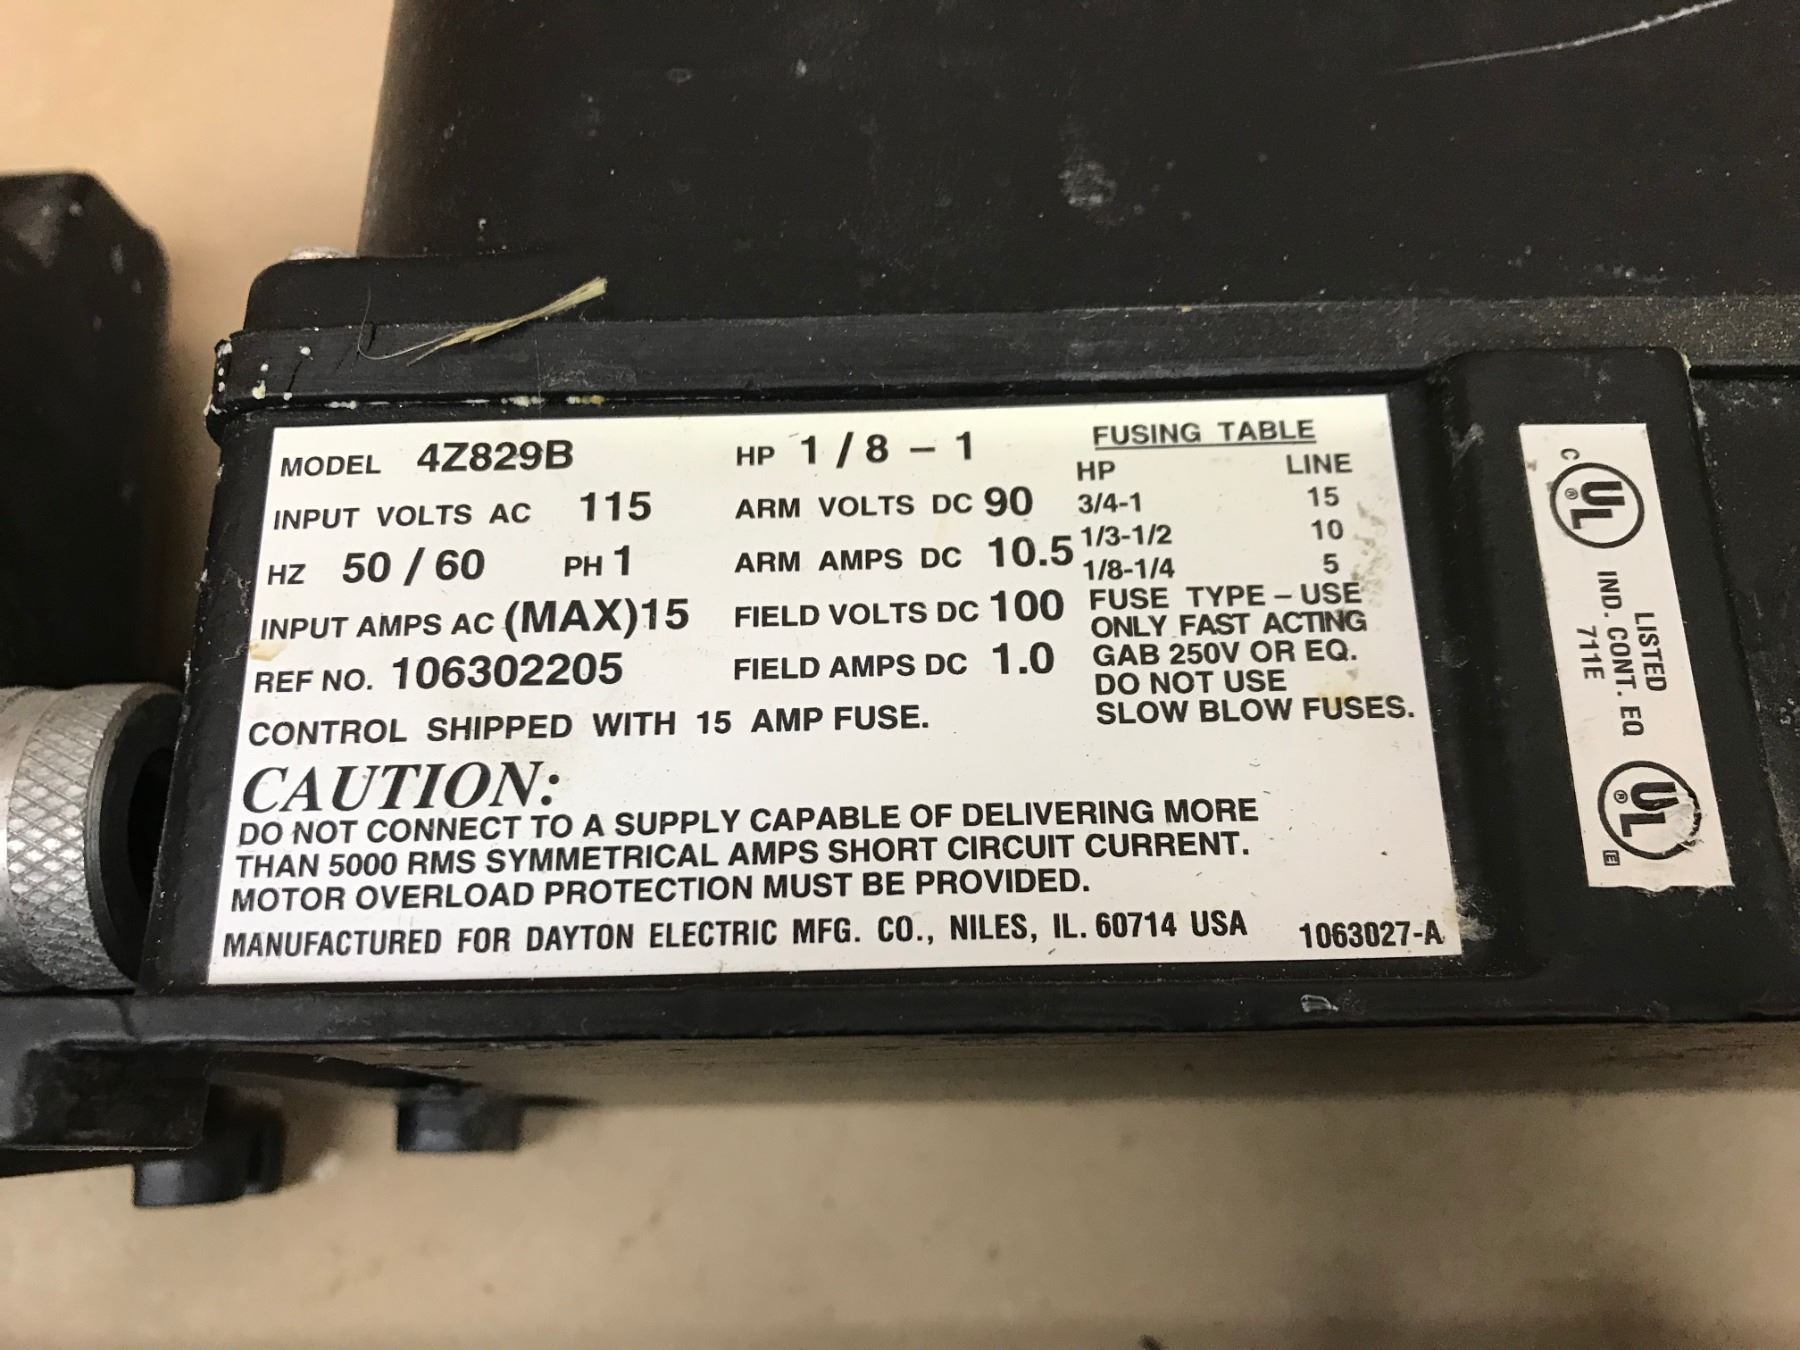 MODEL 4Z829B
INPUT VOLTS AC 115
HZ 50 / 60 PH 1
INPUT AMPS AC (MAX)15
REF NO. 106302205
CONTROL SHIPPED WITH 15 AMP FUSE.
HP 1 / 8 – 1
ARM VOLTS DC 90
ARM AMPS DC 10.5
FIELD VOLTS DC 100
FIELD AMPS DC 1.0
FUSING TABLE
HP LINE
3/4-1 15
1/3-1/2 10
1/8-1/4 5
FUSE TYPE – USE
ONLY FAST ACTING
GAB 250V OR EQ.
DO NOT USE
SLOW BLOW FUSES.
CAUTION:
DO NOT CONNECT TO A SUPPLY CAPABLE OF DELIVERING MORE
THAN 5000 RMS SYMMETRICAL AMPS SHORT CIRCUIT CURRENT.
MOTOR OVERLOAD PROTECTION MUST BE PROVIDED.
MANUFACTURED FOR DAYTON ELECTRIC MFG. CO., NILES, IL. 60714 USA 1063027-A
C UL ®
LISTED
IND. CONT. EQ
711E
UL ® E